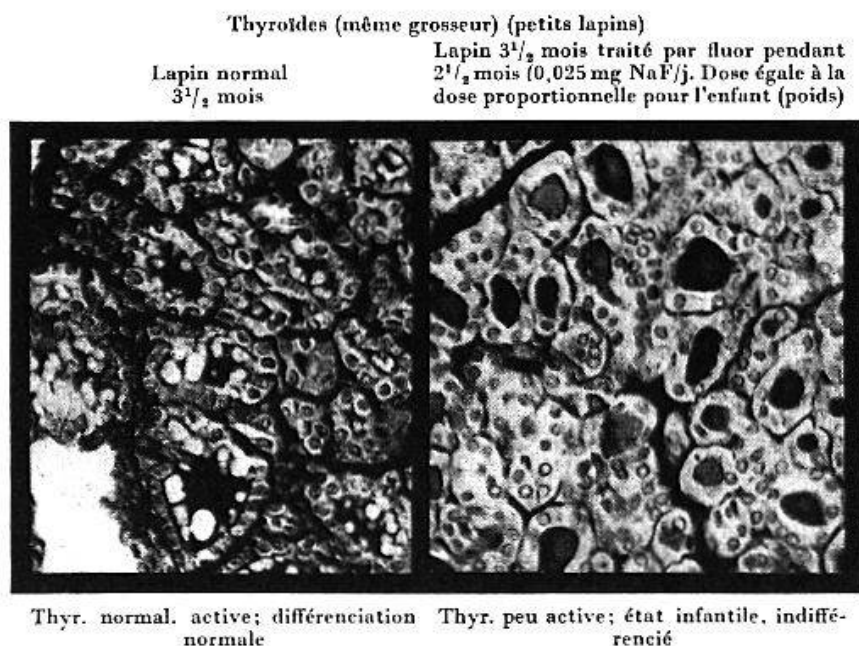 Thyroïdes (même grosseur) (petits lapins)
Lapin normal
3¹/₂ mois
Lapin 3¹/₂ mois traité par fluor pendant
2¹/₂ mois (0,025 mg NaF/j. Dose égale à la
dose proportionnelle pour l'enfant (poids)
Thyr. normal. active; différenciation
normale
Thyr. peu active; état infantile, indiffé-
rencié